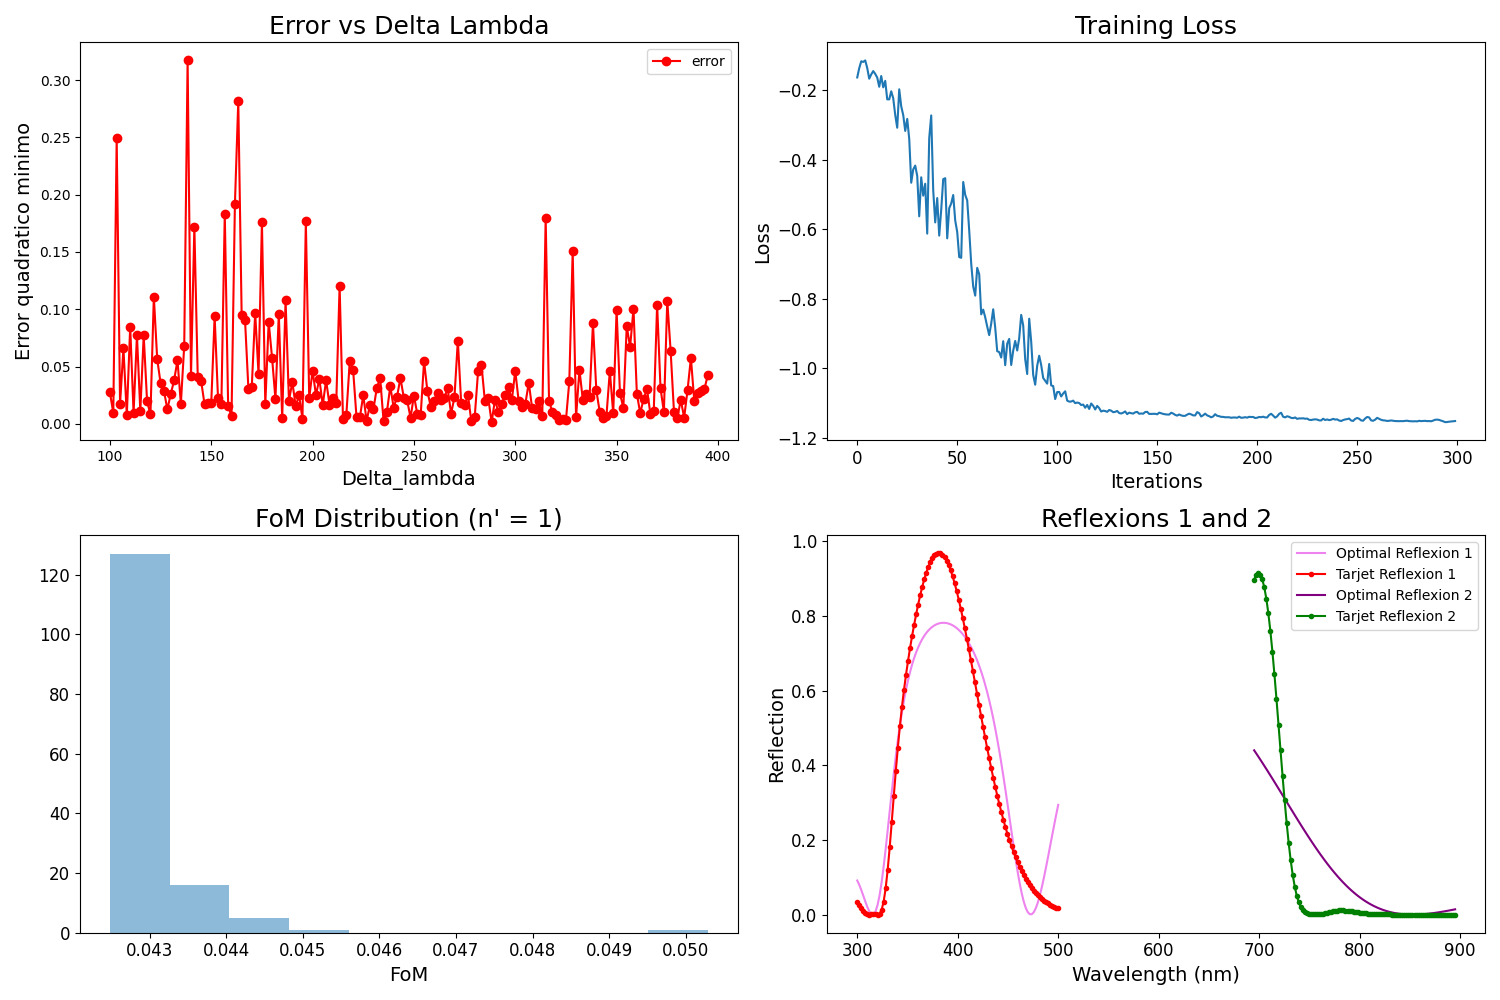 Error vs Delta Lambda
error
Error quadratico minimo
0.30
0.25
0.20
0.15
0.10
0.05
0.00
100 150 200 250 300 350 400
Delta_lambda
Training Loss
Loss
−0.2
−0.4
−0.6
−0.8
−1.0
−1.2
0 50 100 150 200 250 300
Iterations
FoM Distribution (n' = 1)
120
100
80
60
40
20
0
0.043 0.044 0.045 0.046 0.047 0.048 0.049 0.050
FoM
Reflexions 1 and 2
Optimal Reflexion 1
Tarjet Reflexion 1
Optimal Reflexion 2
Tarjet Reflexion 2
Reflection
1.0
0.8
0.6
0.4
0.2
0.0
300 400 500 600 700 800 900
Wavelength (nm)